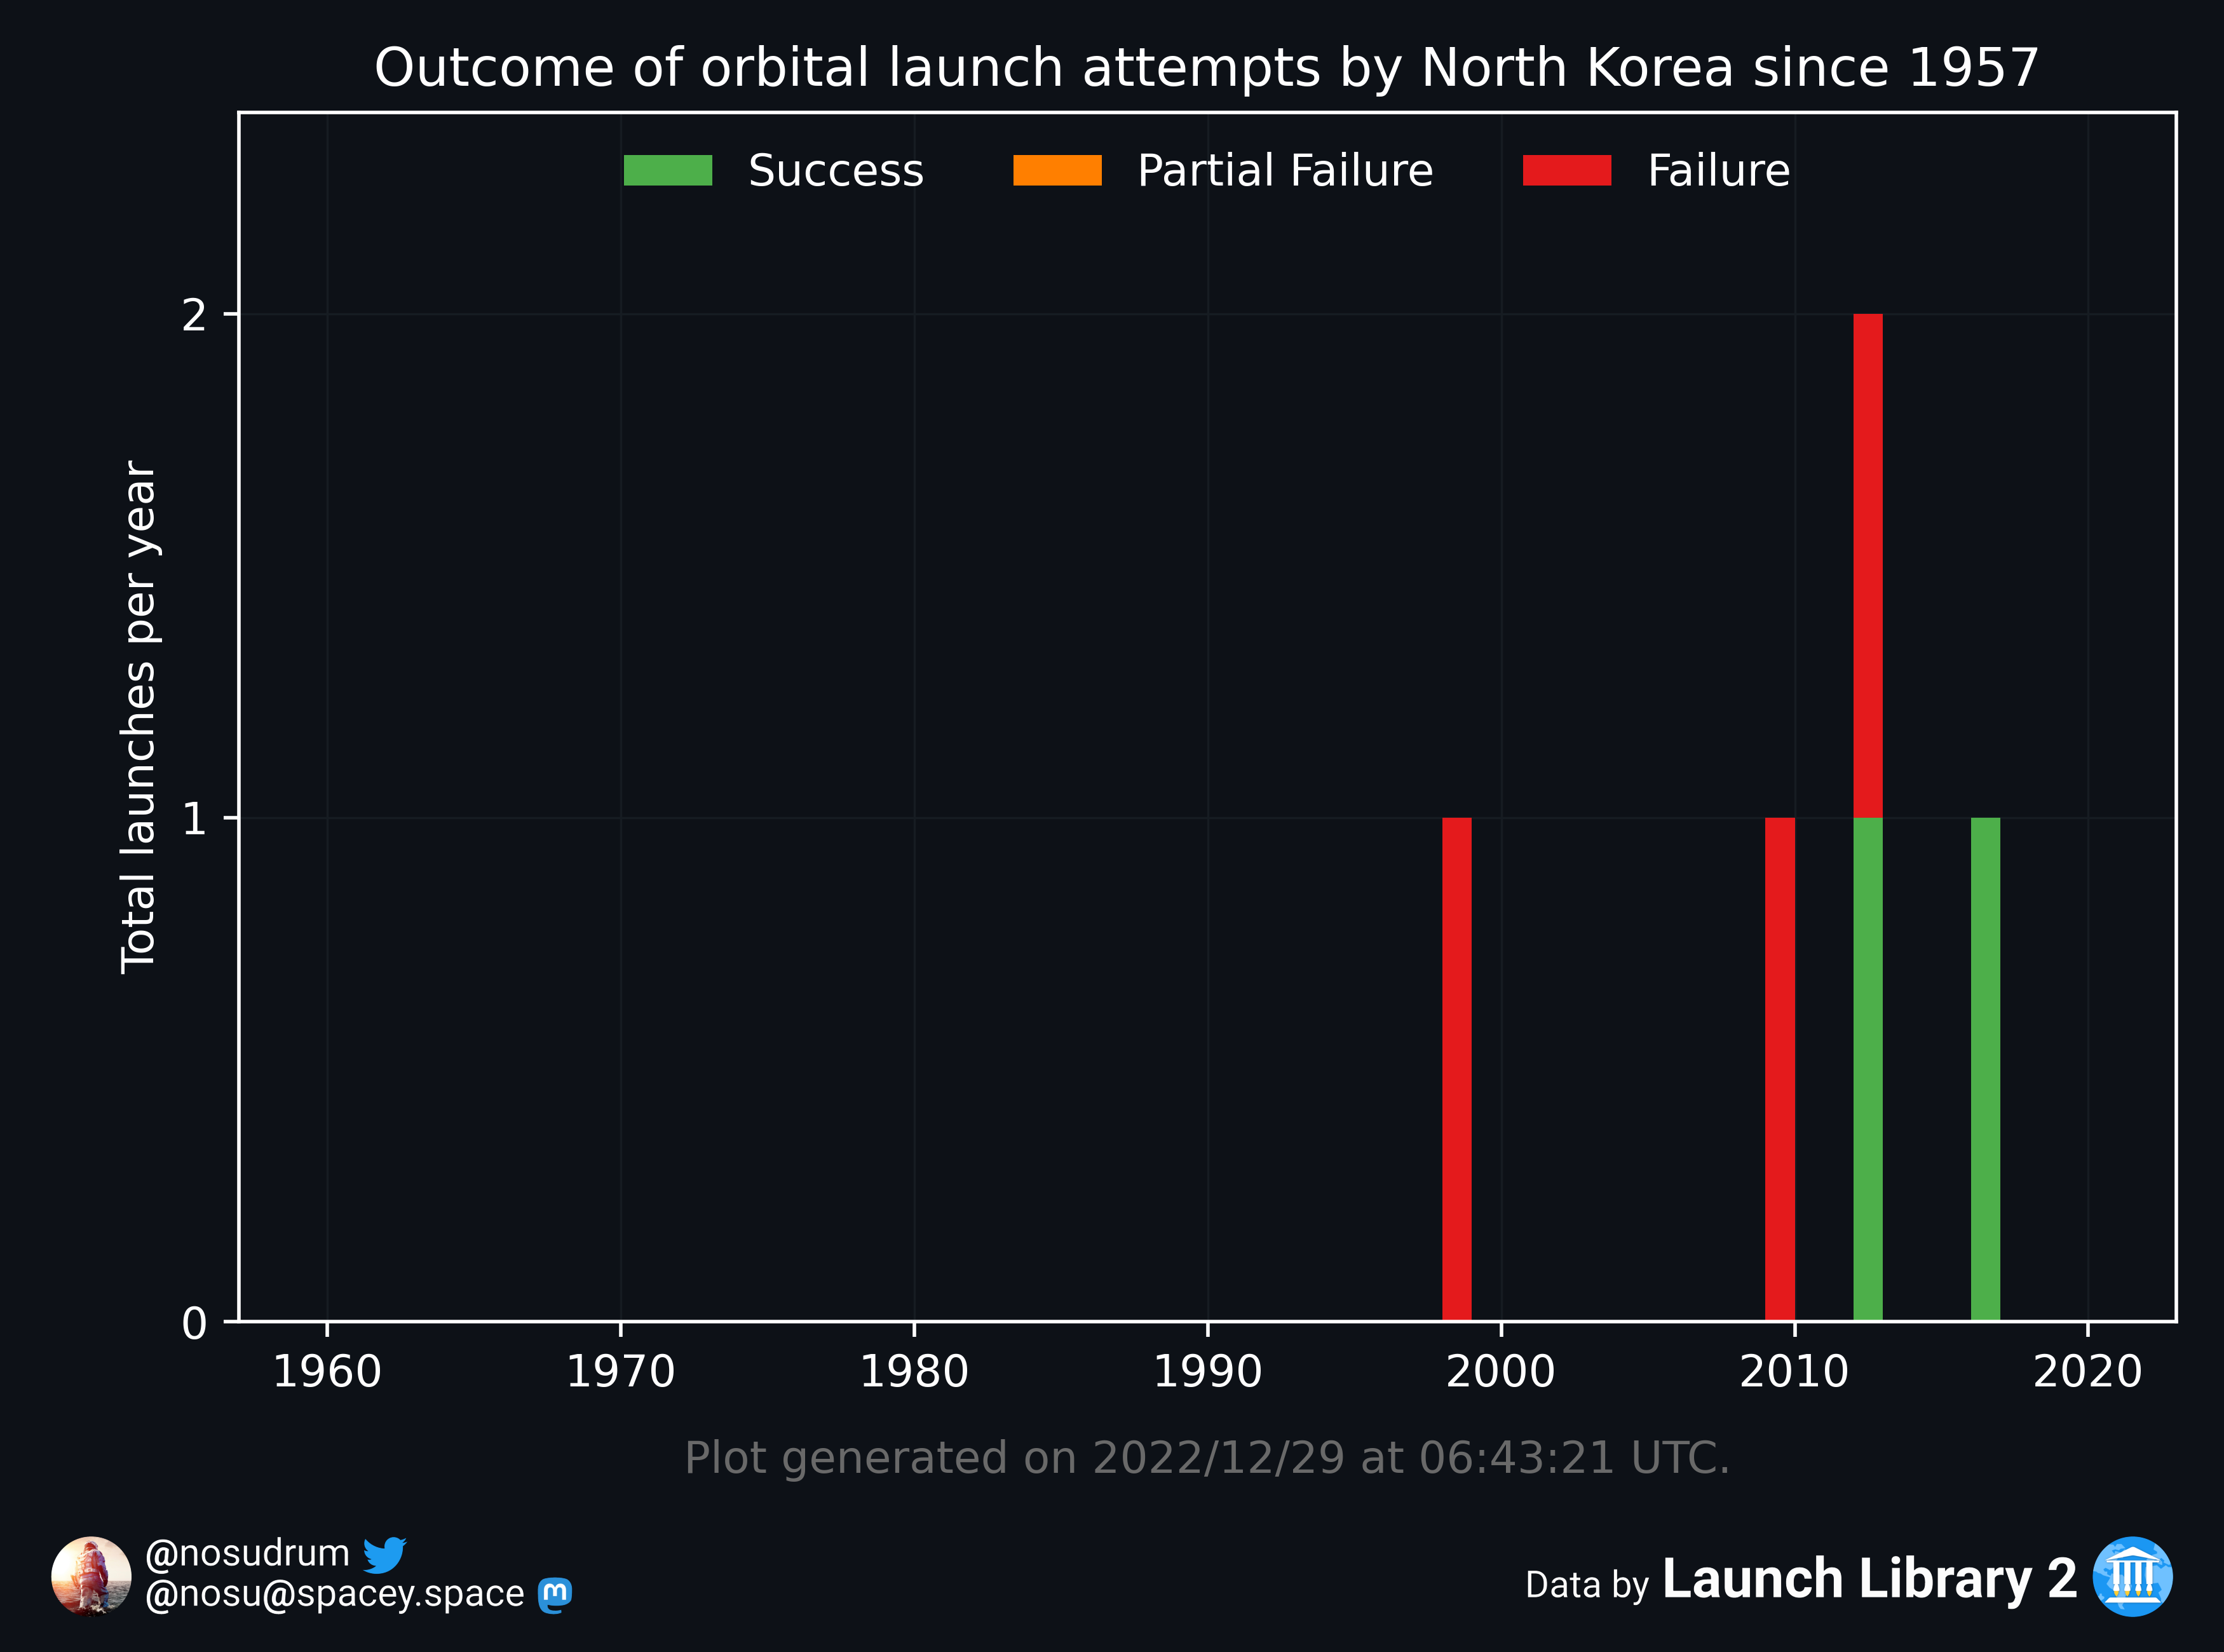 Outcome of orbital launch attempts by North Korea since 1957
Success Partial Failure Failure
Total launches per year
2
1
0
1960 1970 1980 1990 2000 2010 2020
Plot generated on 2022/12/29 at 06:43:21 UTC.
@nosudrum
@nosu@spacey.space
Data by Launch Library 2